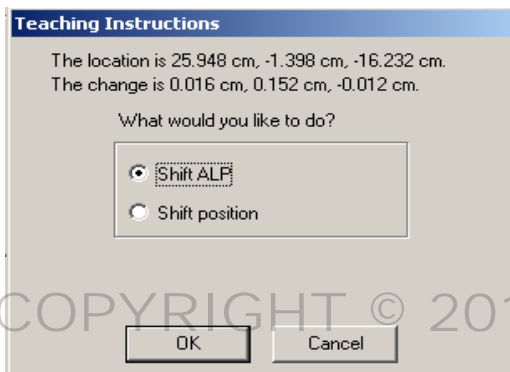 Teaching Instructions
The location is 25.948 cm, -1.398 cm, -16.232 cm.
The change is 0.016 cm, 0.152 cm, -0.012 cm.
What would you like to do?
Shift ALP
Shift position
COPYRIGHT © 201
OK Cancel